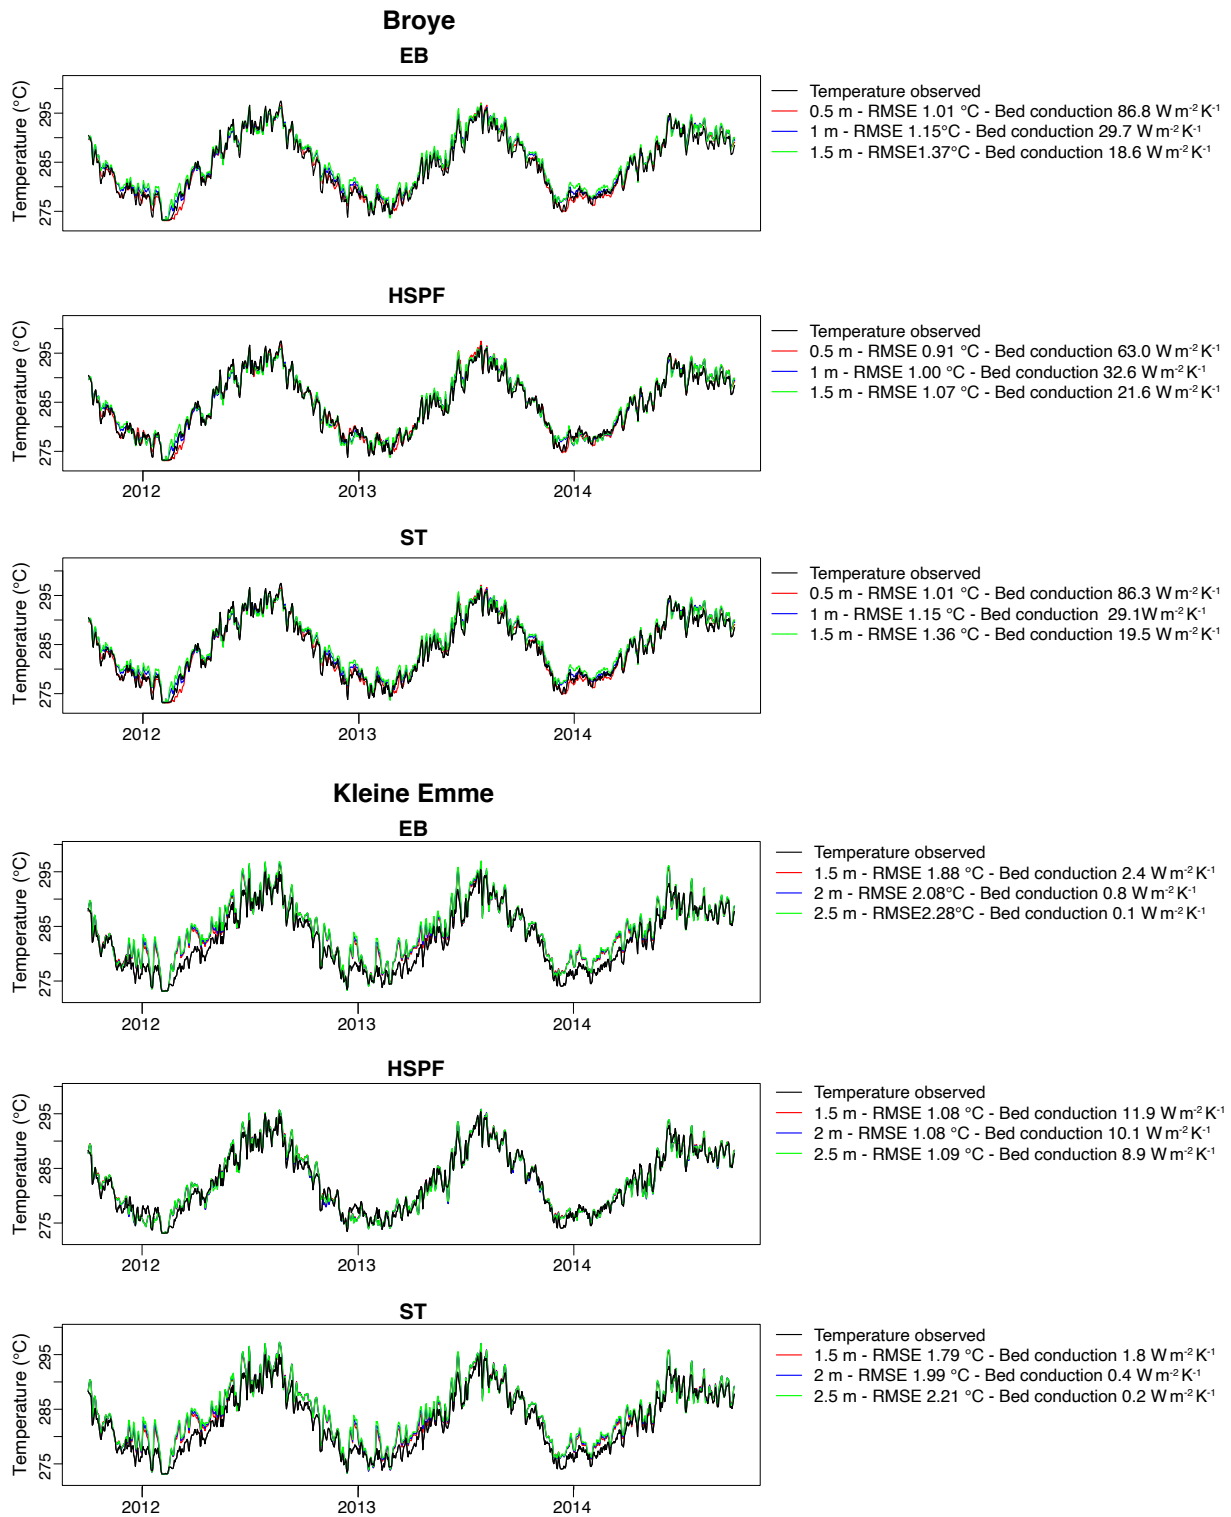 Broye
EB
Temperature (°C)
295
285
275
Temperature observed
0.5 m - RMSE 1.01 °C - Bed conduction 86.8 W m⁻² K⁻¹
1 m - RMSE 1.15°C - Bed conduction 29.7 W m⁻² K⁻¹
1.5 m - RMSE1.37°C - Bed conduction 18.6 W m⁻² K⁻¹
HSPF
Temperature (°C)
295
285
275
2012 2013 2014
Temperature observed
0.5 m - RMSE 0.91 °C - Bed conduction 63.0 W m⁻² K⁻¹
1 m - RMSE 1.00 °C - Bed conduction 32.6 W m⁻² K⁻¹
1.5 m - RMSE 1.07 °C - Bed conduction 21.6 W m⁻² K⁻¹
ST
Temperature (°C)
295
285
275
2012 2013 2014
Temperature observed
0.5 m - RMSE 1.01 °C - Bed conduction 86.3 W m⁻² K⁻¹
1 m - RMSE 1.15 °C - Bed conduction 29.1W m⁻² K⁻¹
1.5 m - RMSE 1.36 °C - Bed conduction 19.5 W m⁻² K⁻¹
Kleine Emme
EB
Temperature (°C)
295
285
275
2012 2013 2014
Temperature observed
1.5 m - RMSE 1.88 °C - Bed conduction 2.4 W m⁻² K⁻¹
2 m - RMSE 2.08°C - Bed conduction 0.8 W m⁻² K⁻¹
2.5 m - RMSE2.28°C - Bed conduction 0.1 W m⁻² K⁻¹
HSPF
Temperature (°C)
295
285
275
2012 2013 2014
Temperature observed
1.5 m - RMSE 1.08 °C - Bed conduction 11.9 W m⁻² K⁻¹
2 m - RMSE 1.08 °C - Bed conduction 10.1 W m⁻² K⁻¹
2.5 m - RMSE 1.09 °C - Bed conduction 8.9 W m⁻² K⁻¹
ST
Temperature (°C)
295
285
275
2012 2013 2014
Temperature observed
1.5 m - RMSE 1.79 °C - Bed conduction 1.8 W m⁻² K⁻¹
2 m - RMSE 1.99 °C - Bed conduction 0.4 W m⁻² K⁻¹
2.5 m - RMSE 2.21 °C - Bed conduction 0.2 W m⁻² K⁻¹